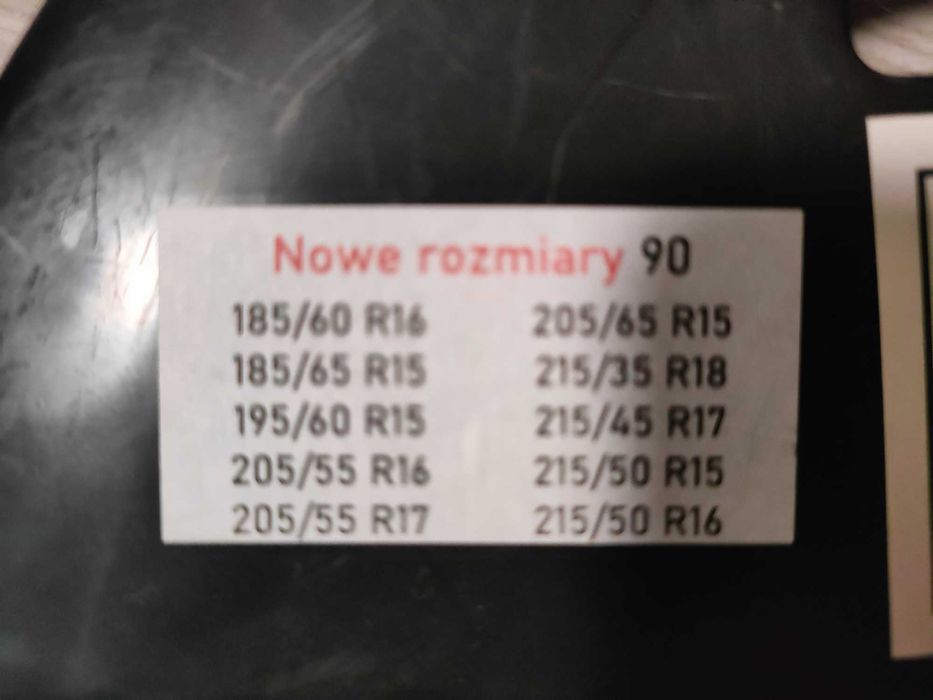 Nowe rozmiary 90
185/60 R16 205/65 R15
185/65 R15 215/35 R18
195/60 R15 215/45 R17
205/55 R16 215/50 R15
205/55 R17 215/50 R16